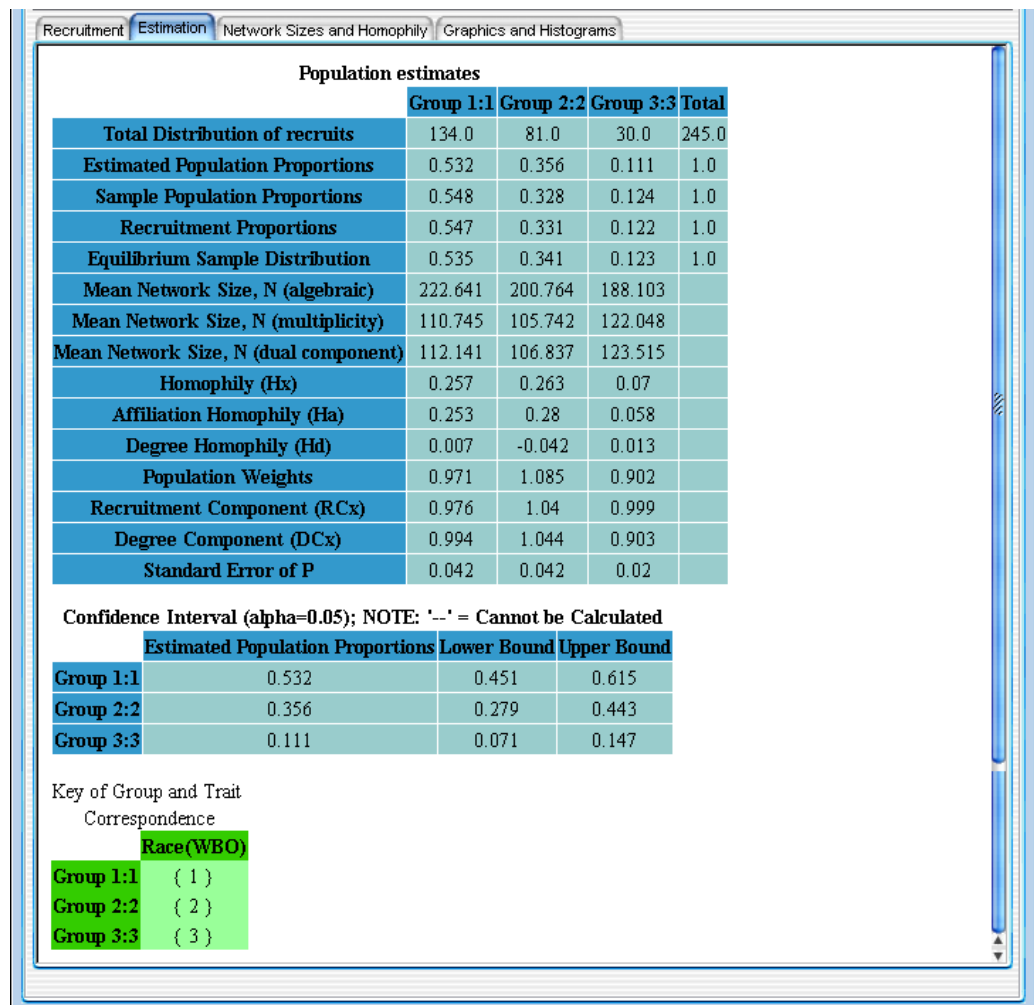 Recruitment Estimation Network Sizes and Homophily Graphics and Histograms
Population estimates
Group 1:1 Group 2:2 Group 3:3 Total
Total Distribution of recruits 134.0 81.0 30.0 245.0
Estimated Population Proportions 0.532 0.356 0.111 1.0
Sample Population Proportions 0.548 0.328 0.124 1.0
Recruitment Proportions 0.547 0.331 0.122 1.0
Equilibrium Sample Distribution 0.535 0.341 0.123 1.0
Mean Network Size, N (algebraic) 222.641 200.764 188.103
Mean Network Size, N (multiplicity) 110.745 105.742 122.048
Mean Network Size, N (dual component) 112.141 106.837 123.515
Homophily (Hx) 0.257 0.263 0.07
Affiliation Homophily (Ha) 0.253 0.28 0.058
Degree Homophily (Hd) 0.007 -0.042 0.013
Population Weights 0.971 1.085 0.902
Recruitment Component (RCx) 0.976 1.04 0.999
Degree Component (DCx) 0.994 1.044 0.903
Standard Error of P 0.042 0.042 0.02
Confidence Interval (alpha=0.05); NOTE: '--' = Cannot be Calculated
Estimated Population Proportions Lower Bound Upper Bound
Group 1:1 0.532 0.451 0.615
Group 2:2 0.356 0.279 0.443
Group 3:3 0.111 0.071 0.147
Key of Group and Trait
Correspondence
Race(WBO)
Group 1:1 { 1 }
Group 2:2 { 2 }
Group 3:3 { 3 }